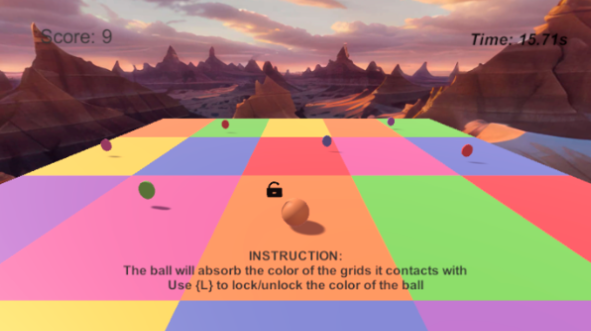 Score: 9
Time: 15.71s
INSTRUCTION:
The ball will absorb the color of the grids it contacts with
Use {L} to lock/unlock the color of the ball